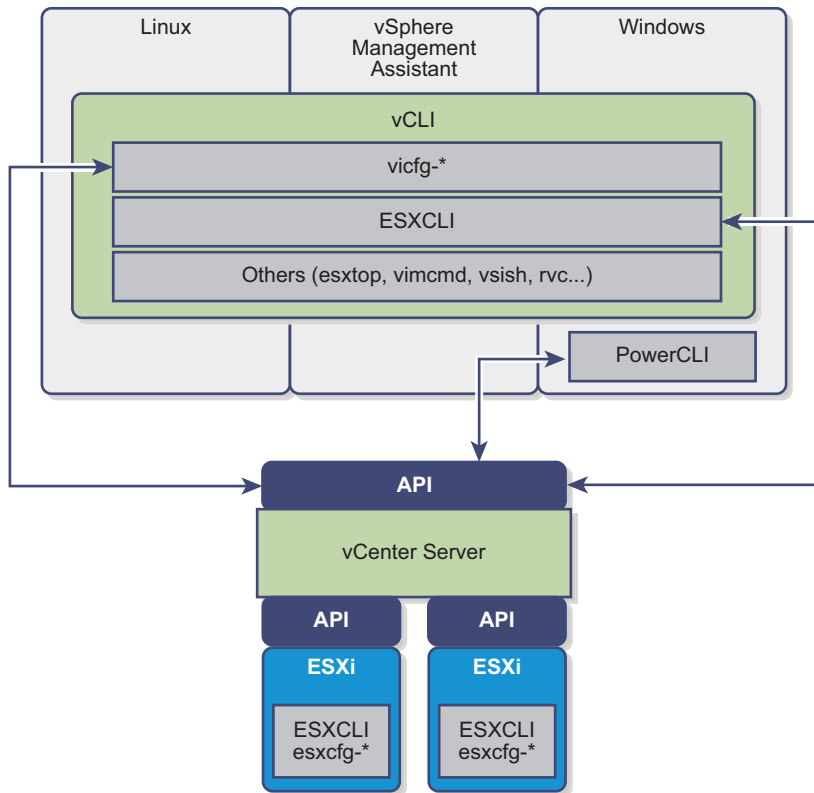 Linux
vSphere
Management
Assistant
Windows
vCLI
vicfg-*
ESXCLI
Others (esxtop, vimcmd, vsish, rvc...)
PowerCLI
API
vCenter Server
API
API
ESXi
ESXi
ESXCLI
esxcfg-*
ESXCLI
esxcfg-*